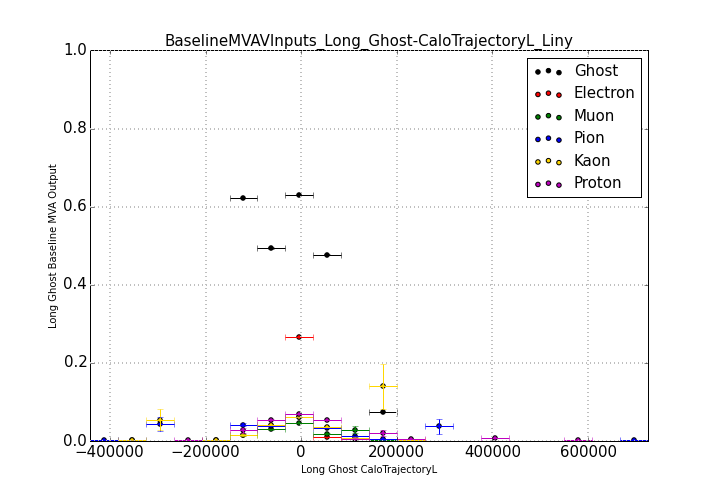 BaselineMVAVInputs_Long_Ghost-CaloTrajectoryL_Liny
1.0
0.8
0.6
0.4
0.2
0.0
Long Ghost Baseline MVA Output
Ghost
Electron
Muon
Pion
Kaon
Proton
−400000 −200000 0 200000 400000 600000
Long Ghost CaloTrajectoryL